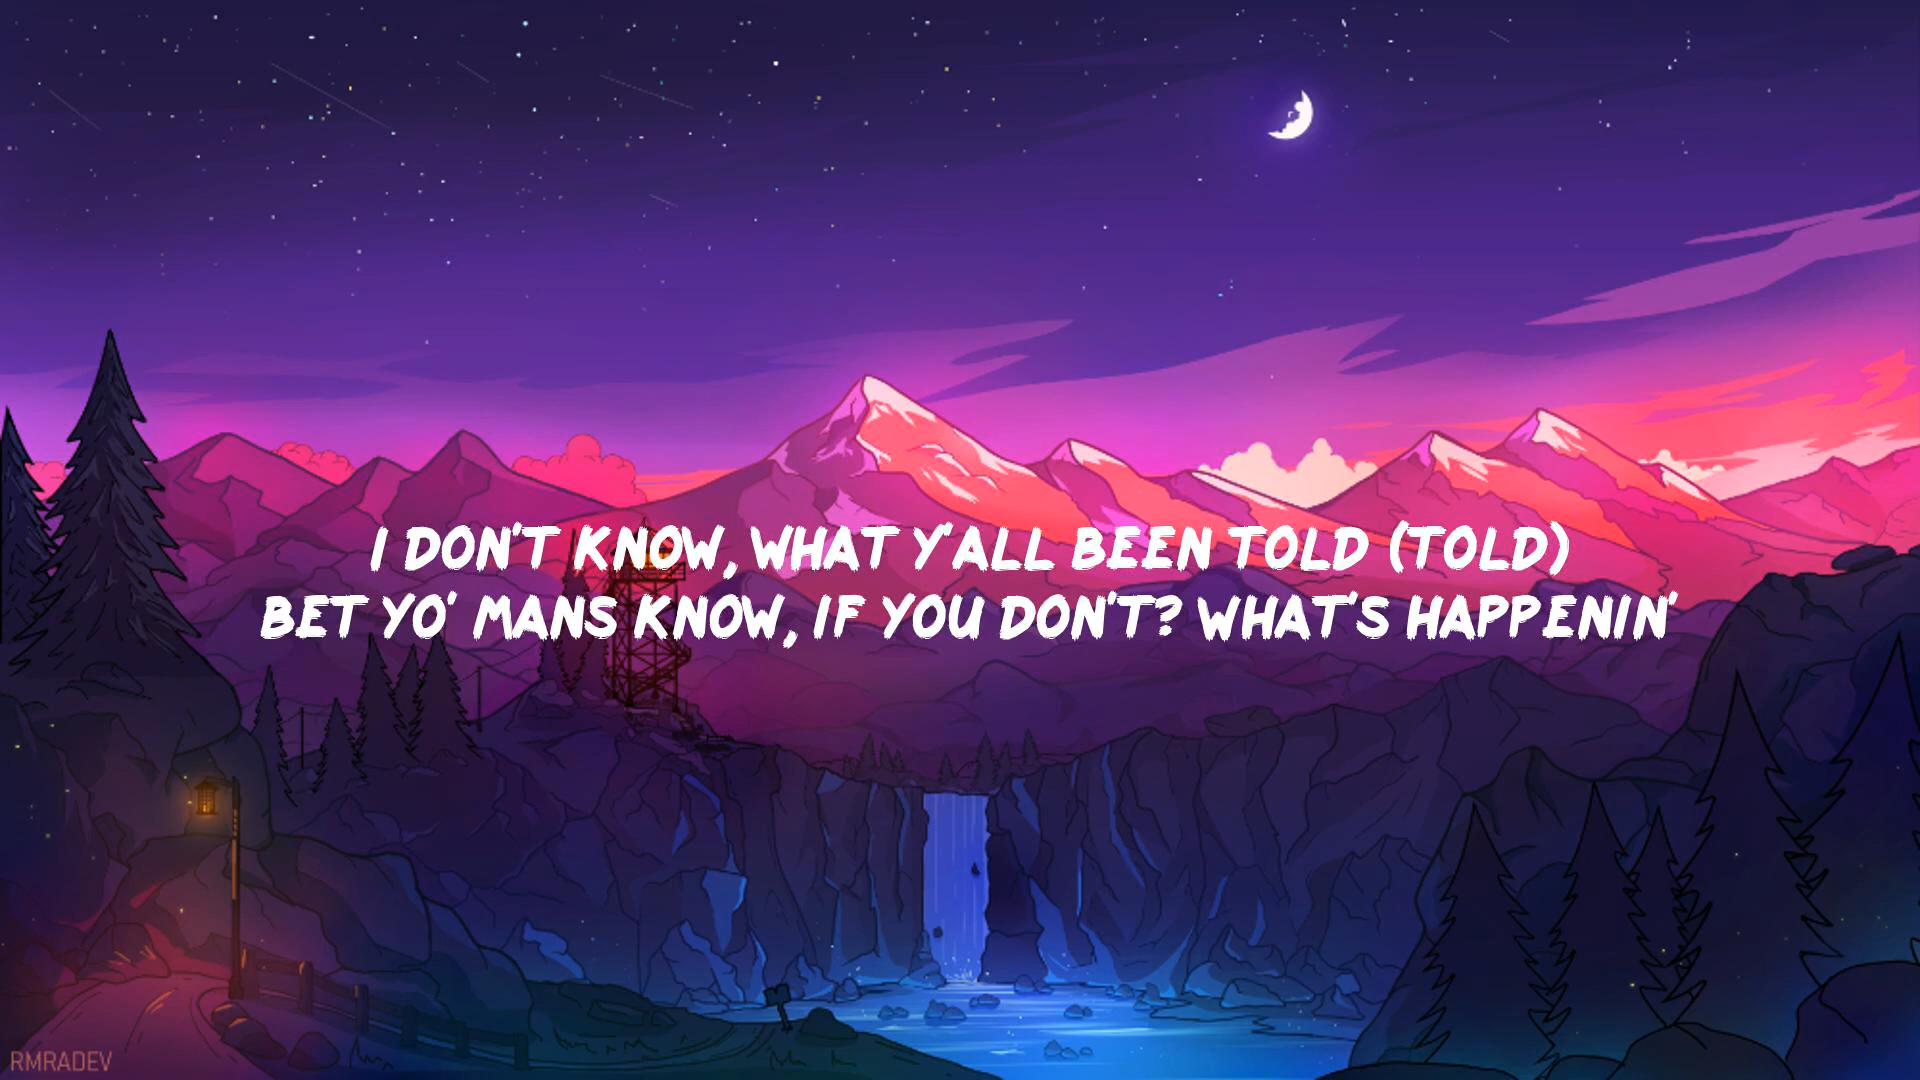 I DON'T KNOW, WHAT Y'ALL BEEN TOLD (TOLD)
BET YO' MANS KNOW, IF YOU DON'T? WHAT'S HAPPENIN'
RMRADEV